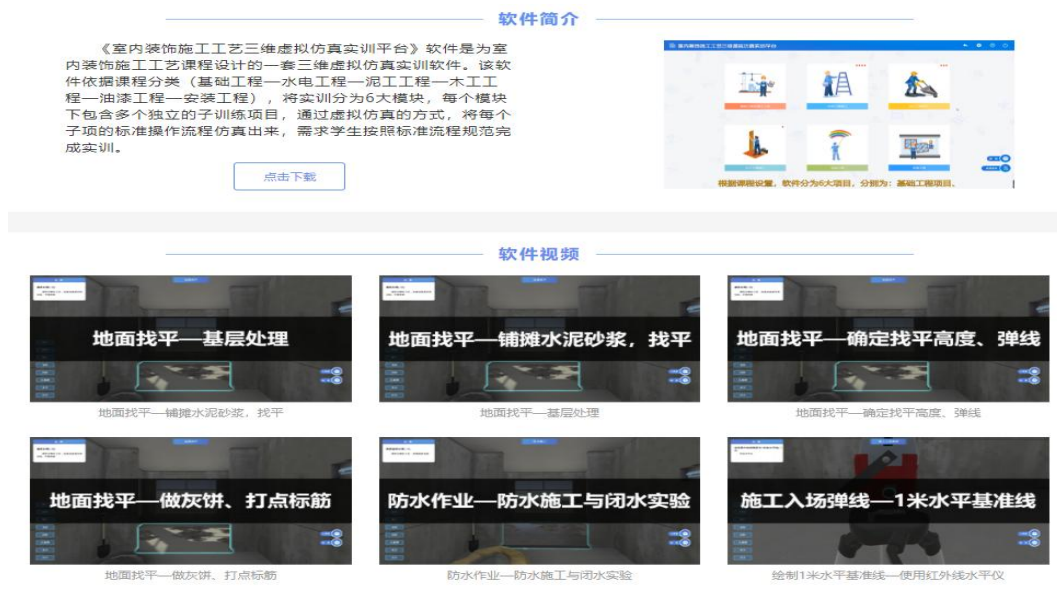 软件简介
《室内装饰施工工艺三维虚拟仿真实训平台》软件是为室
内装饰施工工艺课程设计的一套三维虚拟仿真实训软件。该软
件依据课程分类（基础工程—水电工程—泥工工程—木工工
程—油漆工程—安装工程），将实训分为6大模块，每个模块
下包含多个独立的子训练项目，通过虚拟仿真的方式，将每个
子项的标准操作流程仿真出来，需求学生按照标准流程规范完
成实训。
点击下载
根据课程设置，软件分为6大项目，分别为：基础工程项目、
软件视频
地面找平—基层处理
地面找平—铺摊水泥砂浆，找平
地面找平—确定找平高度、弹线
地面找平—铺摊水泥砂浆，找平
地面找平—基层处理
地面找平—确定找平高度、弹线
地面找平—做灰饼、打点标筋
防水作业—防水施工与闭水实验
施工入场弹线—1米水平基准线
地面找平—做灰饼、打点标筋
防水作业—防水施工与闭水实验
绘制1米水平基准线—使用红外线水平仪